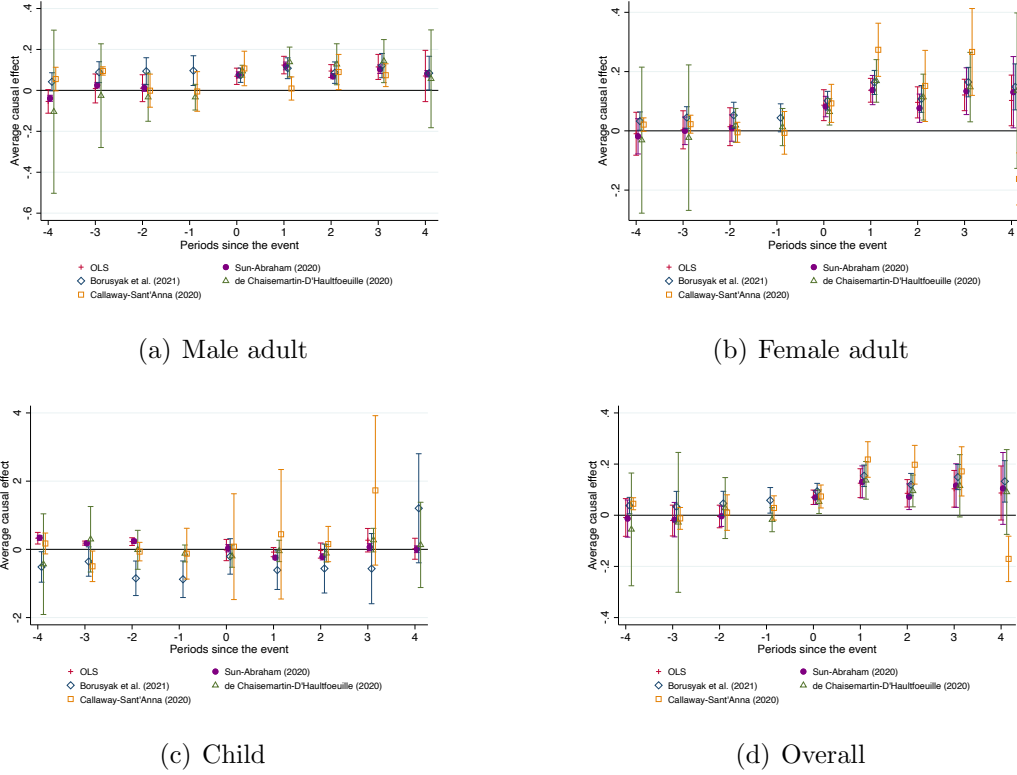 Average causal effect
.4
.2
0
-.2
-.4
-.6
-4 -3 -2 -1 0 1 2 3 4
Periods since the event
OLS Sun-Abraham (2020)
Borusyak et al. (2021) de Chaisemartin-D'Haultfoeuille (2020)
Callaway-Sant'Anna (2020)
(a) Male adult
Average causal effect
.4
.2
0
-.2
-4 -3 -2 -1 0 1 2 3 4
Periods since the event
OLS Sun-Abraham (2020)
Borusyak et al. (2021) de Chaisemartin-D'Haultfoeuille (2020)
Callaway-Sant'Anna (2020)
(b) Female adult
Average causal effect
4
2
0
-2
-4 -3 -2 -1 0 1 2 3 4
Periods since the event
OLS Sun-Abraham (2020)
Borusyak et al. (2021) de Chaisemartin-D'Haultfoeuille (2020)
Callaway-Sant'Anna (2020)
(c) Child
Average causal effect
.4
.2
0
-.2
-.4
-4 -3 -2 -1 0 1 2 3 4
Periods since the event
OLS Sun-Abraham (2020)
Borusyak et al. (2021) de Chaisemartin-D'Haultfoeuille (2020)
Callaway-Sant'Anna (2020)
(d) Overall